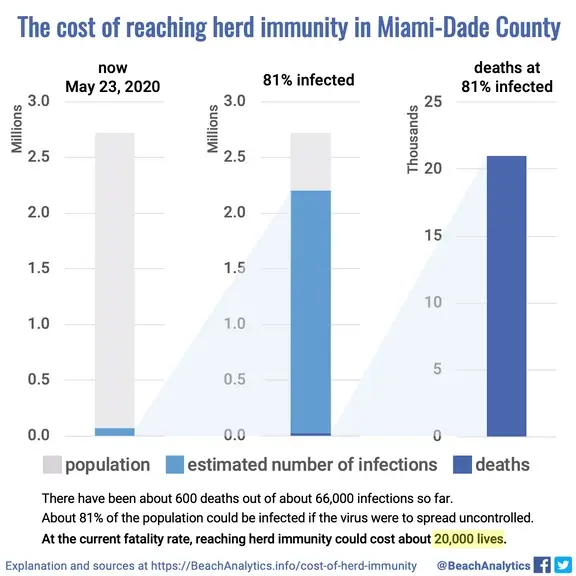 The cost of reaching herd immunity in Miami-Dade County
now
May 23, 2020
81% infected
deaths at
81% infected
Millions
3.0
2.5
2.0
1.5
1.0
0.5
0.0
Millions
3.0
2.5
2.0
1.5
1.0
0.5
0.0
Thousands
25
20
15
10
5
0
population
estimated number of infections
deaths
There have been about 600 deaths out of about 66,000 infections so far.
About 81% of the population could be infected if the virus were to spread uncontrolled.
At the current fatality rate, reaching herd immunity could cost about 20,000 lives.
Explanation and sources at https://BeachAnalytics.info/cost-of-herd-immunity
@BeachAnalytics